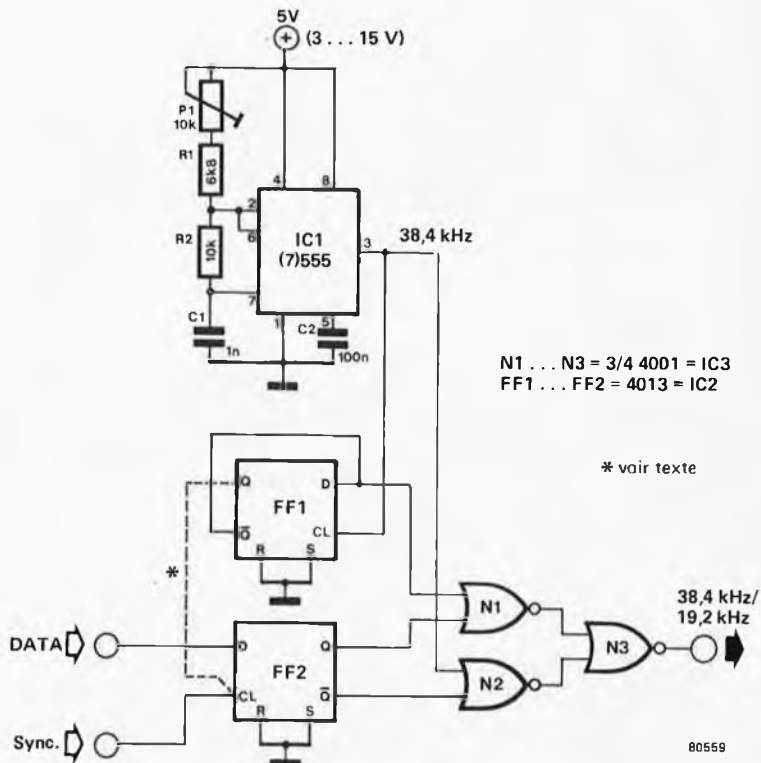 5V
(3 ... 15 V)
P1
10k
R1
6k8
R2
10k
C1
1n
4
8
2
6
7
3
1
5
IC1
(7)555
C2
100n
38,4 kHz
N1 ... N3 = 3/4 4001 = IC3
FF1 ... FF2 = 4013 = IC2
* voir texte
Q
D
FF1
Q
CL
R
S
*
N1
38,4 kHz/
19,2 kHz
N3
DATA
D
Q
FF2
N2
CL
Q
R
S
Sync.
80559